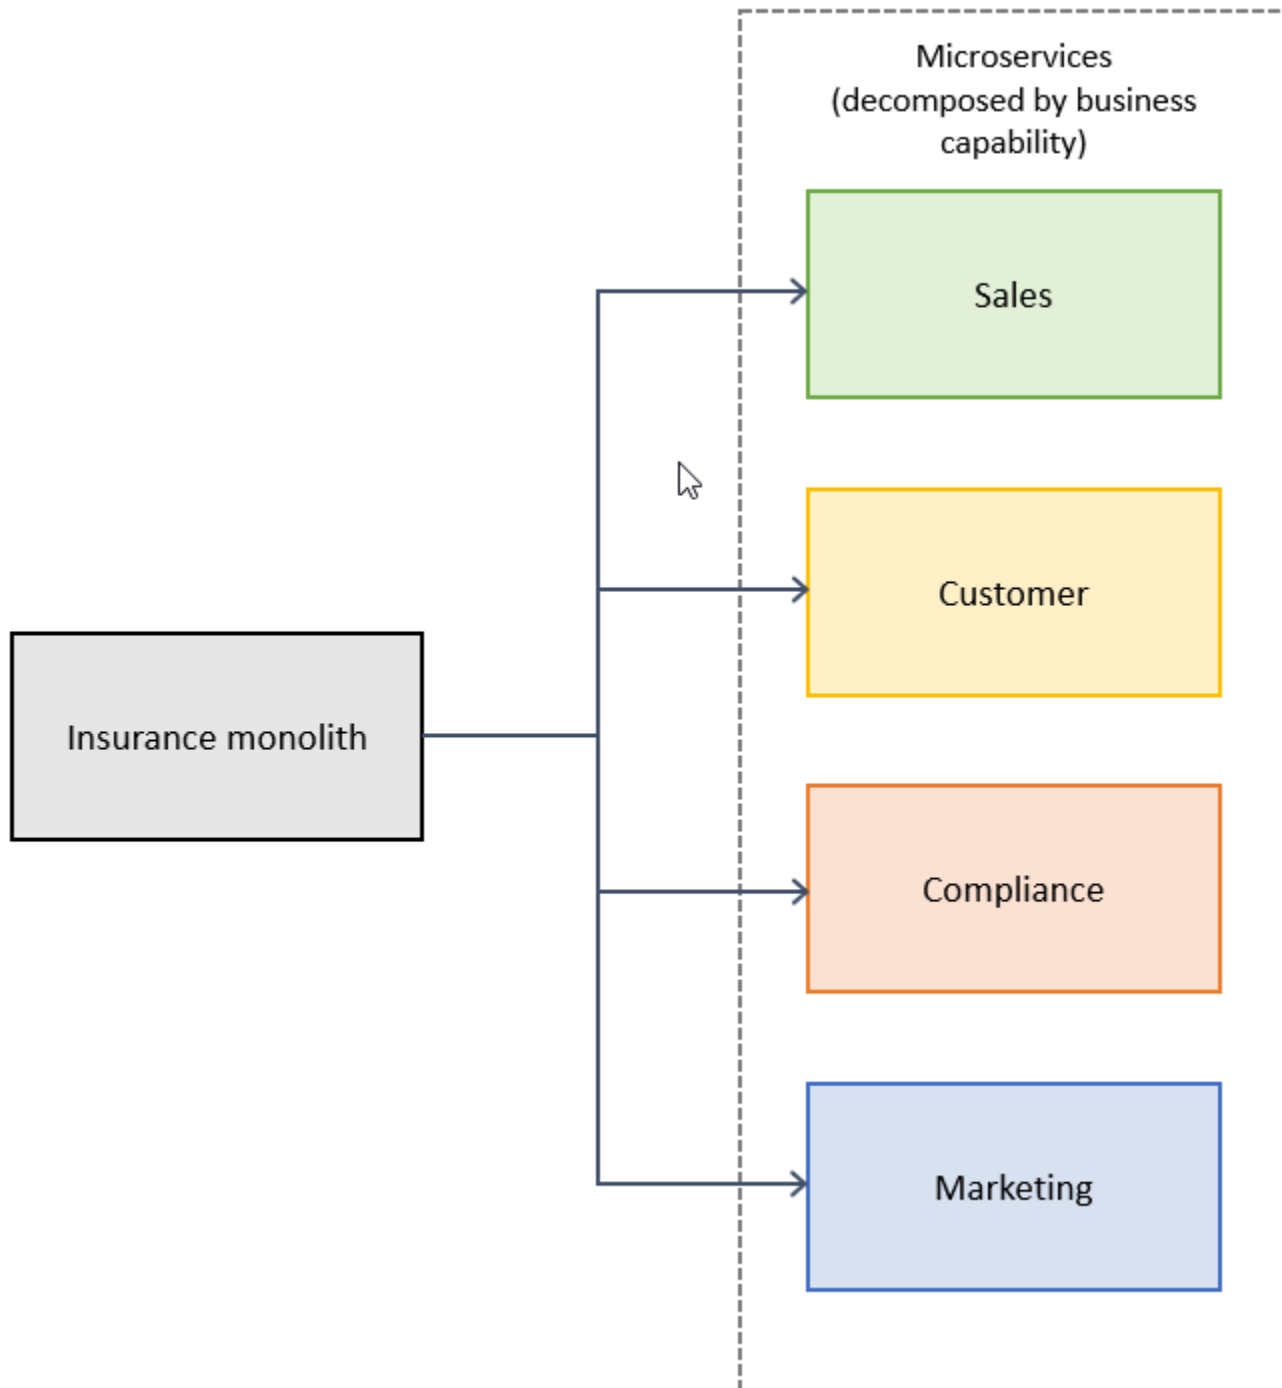 Microservices
(decomposed by business
capability)
Sales
Customer
Insurance monolith
Compliance
Marketing